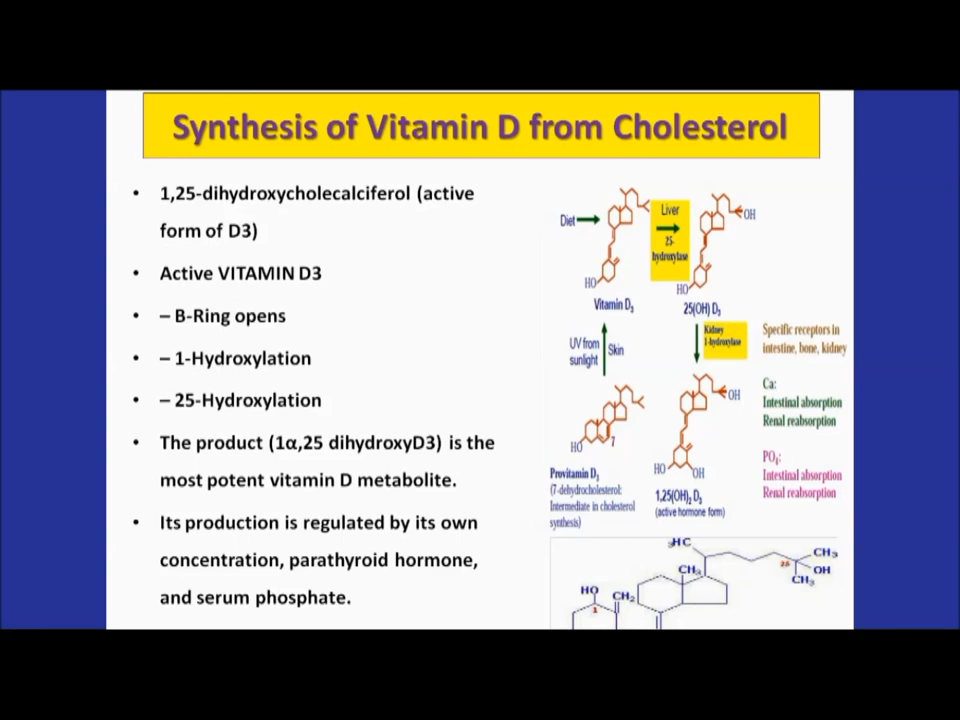 Synthesis of Vitamin D from Cholesterol
• 1,25-dihydroxycholecalciferol (active
form of D3)
• Active VITAMIN D3
• – B-Ring opens
• – 1-Hydroxylation
• – 25-Hydroxylation
• The product (1α,25 dihydroxyD3) is the
most potent vitamin D metabolite.
• Its production is regulated by its own
concentration, parathyroid hormone,
and serum phosphate.
Diet
Liver
25-
hydroxylase
OH
HO
HO
Vitamin D3
25(OH) D3
UV from
sunlight
Skin
Kidney
1-hydroxylase
Specific receptors in
intestine, bone, kidney
Ca:
Intestinal absorption
Renal reabsorption
PO4:
Intestinal absorption
Renal reabsorption
HO
7
OH
HO
OH
Provitamin D3
(7-dehydrocholesterol:
Intermediate in cholesterol
synthesis)
1,25(OH)2 D3
(active hormone form)
3HC
CH3
CH3
25
OH
CH3
HO
CH2
1